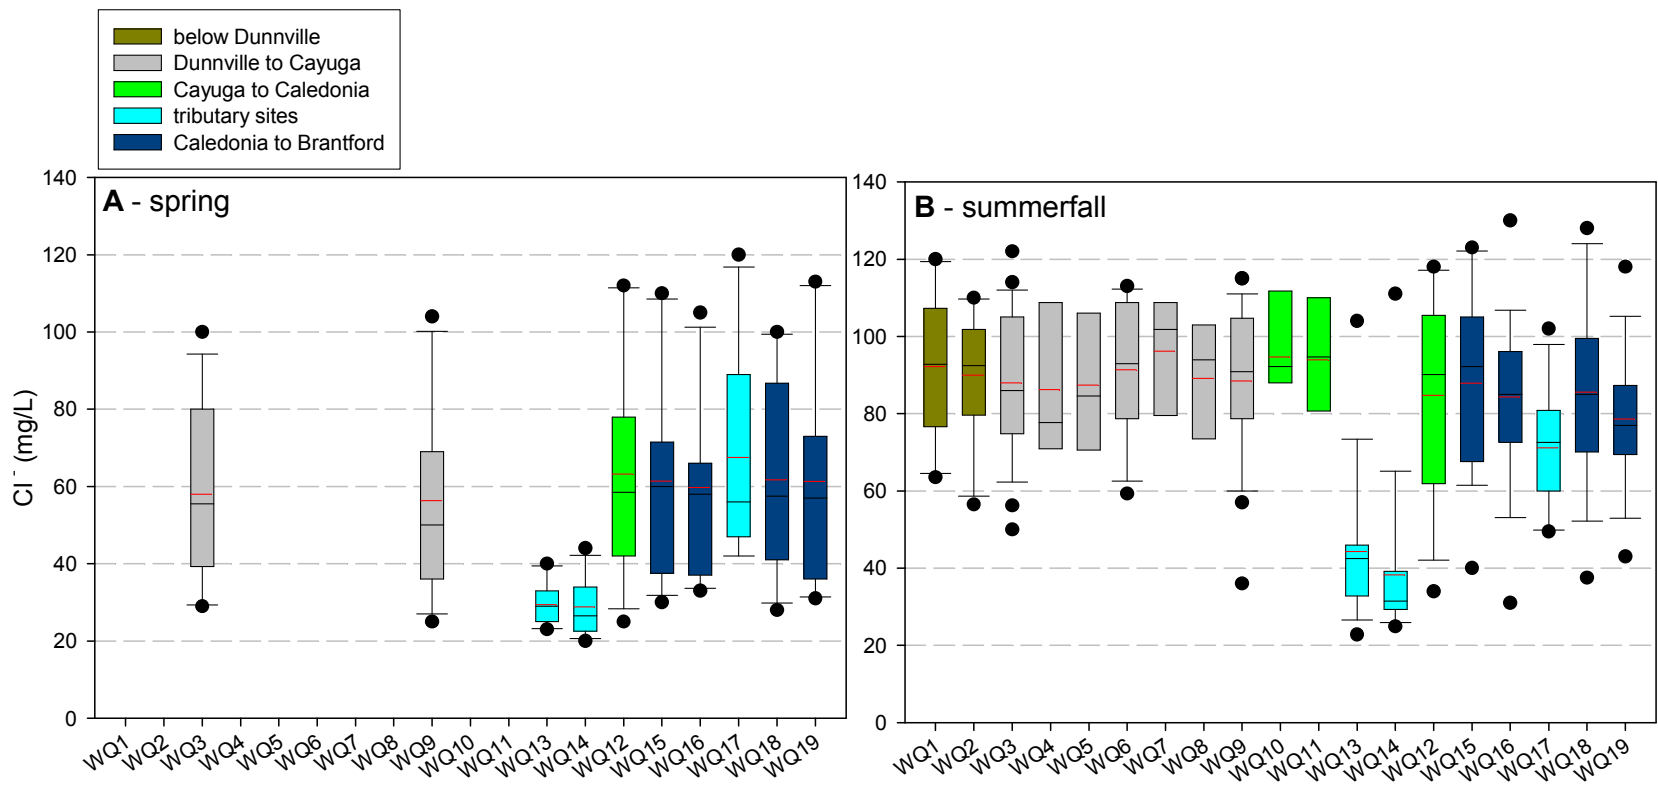 below Dunnville
Dunnville to Cayuga
Cayuga to Caledonia
tributary sites
Caledonia to Brantford
A - spring
Cl⁻ (mg/L)
140
120
100
80
60
40
20
0
WQ1 WQ2 WQ3 WQ4 WQ5 WQ6 WQ7 WQ8 WQ9 WQ10 WQ11 WQ13 WQ14 WQ12 WQ15 WQ16 WQ17 WQ18 WQ19
B - summerfall
140
120
100
80
60
40
20
0
WQ1 WQ2 WQ3 WQ4 WQ5 WQ6 WQ7 WQ8 WQ9 WQ10 WQ11 WQ13 WQ14 WQ12 WQ15 WQ16 WQ17 WQ18 WQ19